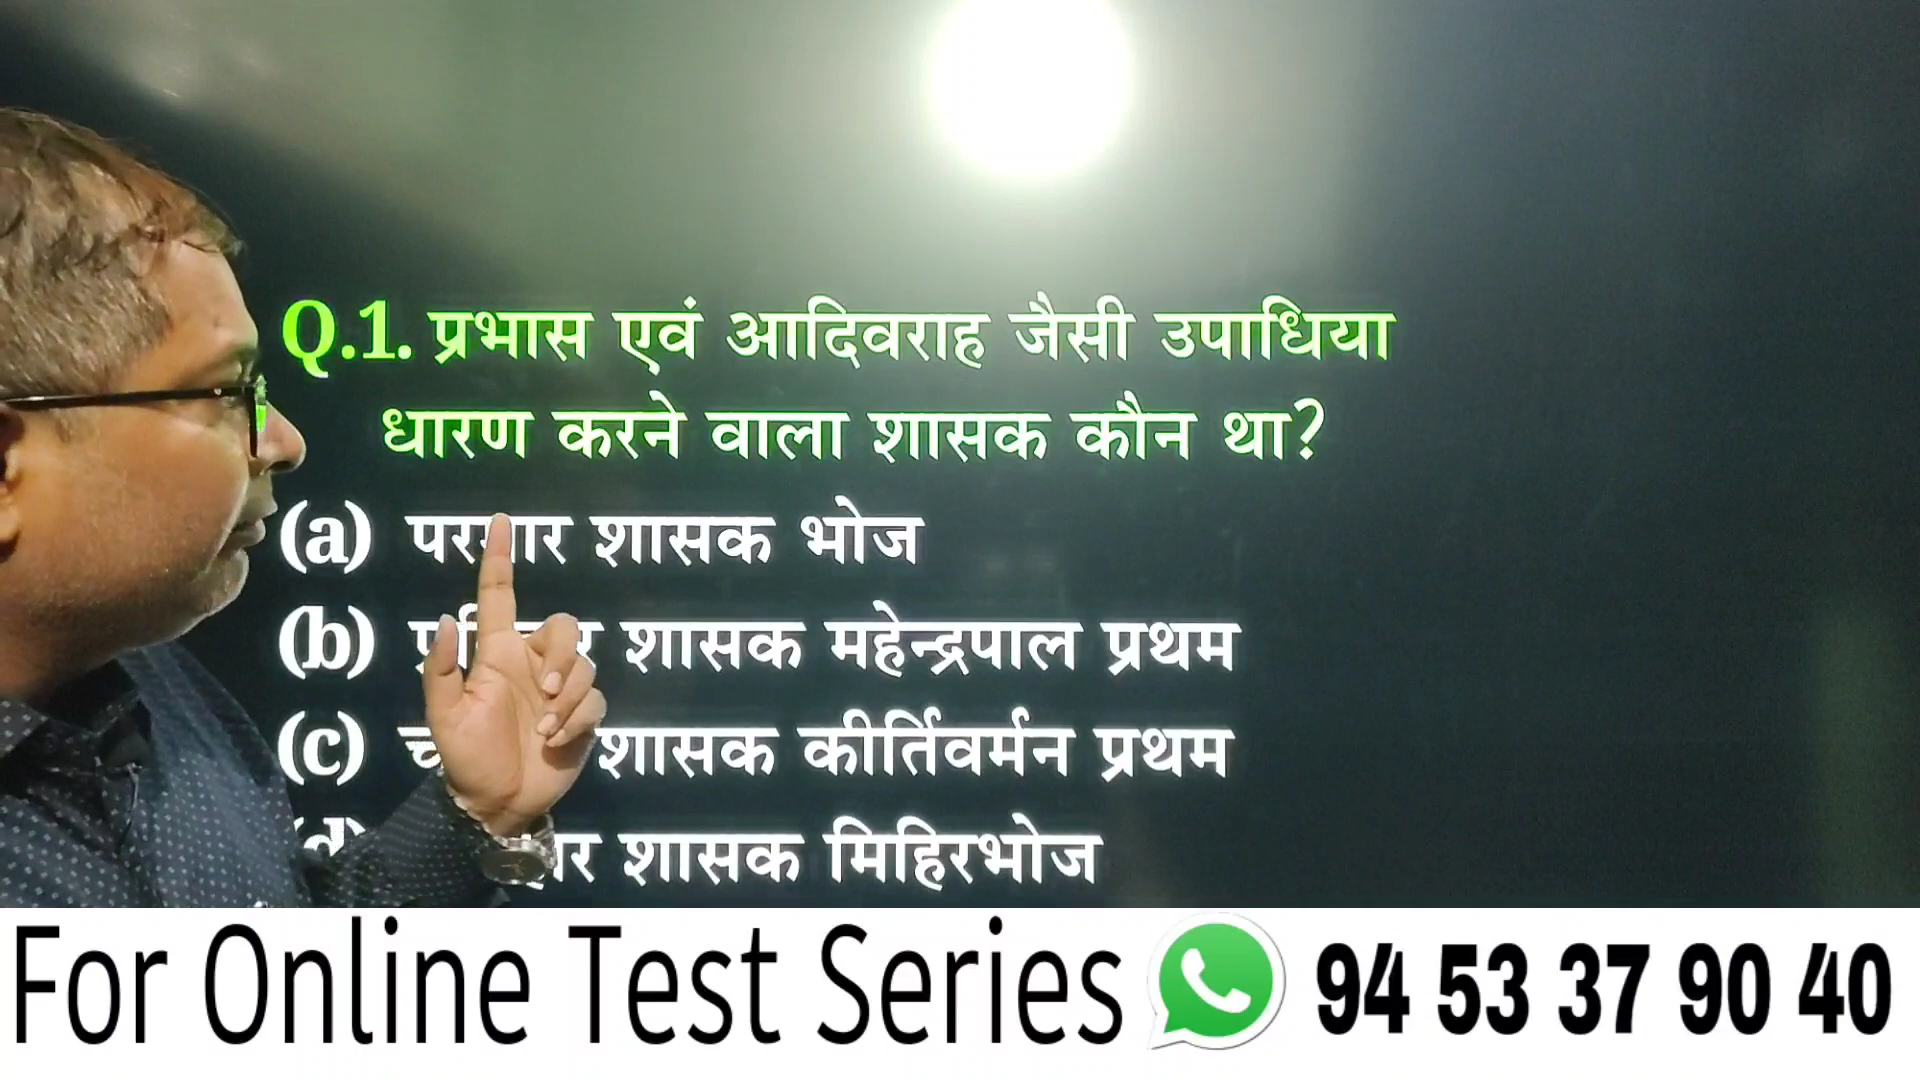 Q.1. प्रभास एवं आदिवराह जैसी उपाधिया
धारण करने वाला शासक कौन था?
(a) शासक भोज
(b) शासक महेन्द्रपाल प्रथम
(c) शासक कीर्तिवर्मन प्रथम
शासक मिहिरभोज
For Online Test Series 94 53 37 90 40